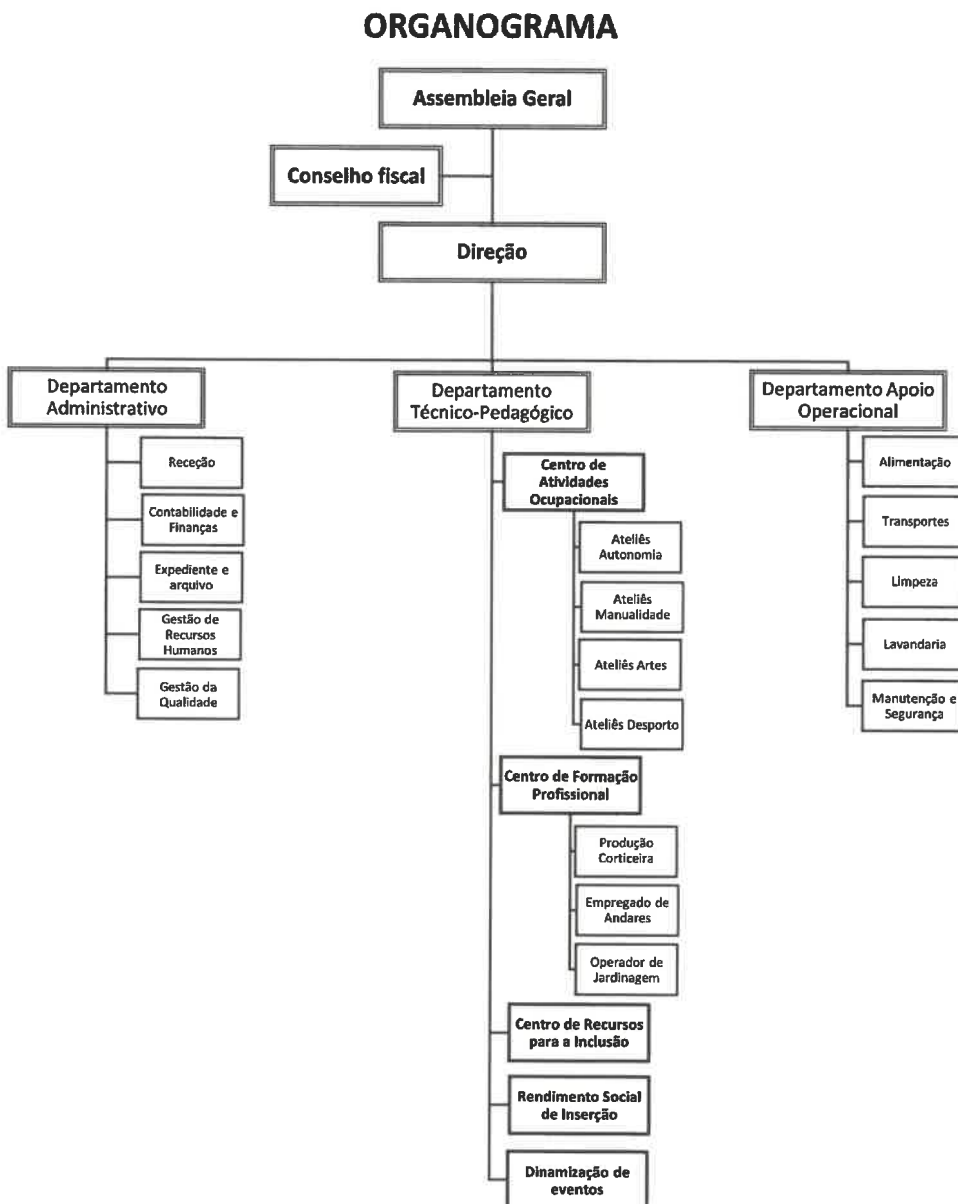 ORGANOGRAMA
Assembleia Geral
Conselho fiscal
Direção
Departamento
Administrativo
Receção
Contabilidade e
Finanças
Expediente e
arquivo
Gestão de
Recursos
Humanos
Gestão da
Qualidade
Departamento
Técnico-Pedagógico
Centro de
Atividades
Ocupacionais
Ateliês
Autonomia
Ateliês
Manualidade
Ateliês Artes
Ateliês Desporto
Centro de Formação
Profissional
Produção
Corticeira
Empregado de
Andares
Operador de
Jardinagem
Centro de Recursos
para a Inclusão
Rendimento Social
de Inserção
Dinamização de
eventos
Departamento Apoio
Operacional
Alimentação
Transportes
Limpeza
Lavandaria
Manutenção e
Segurança